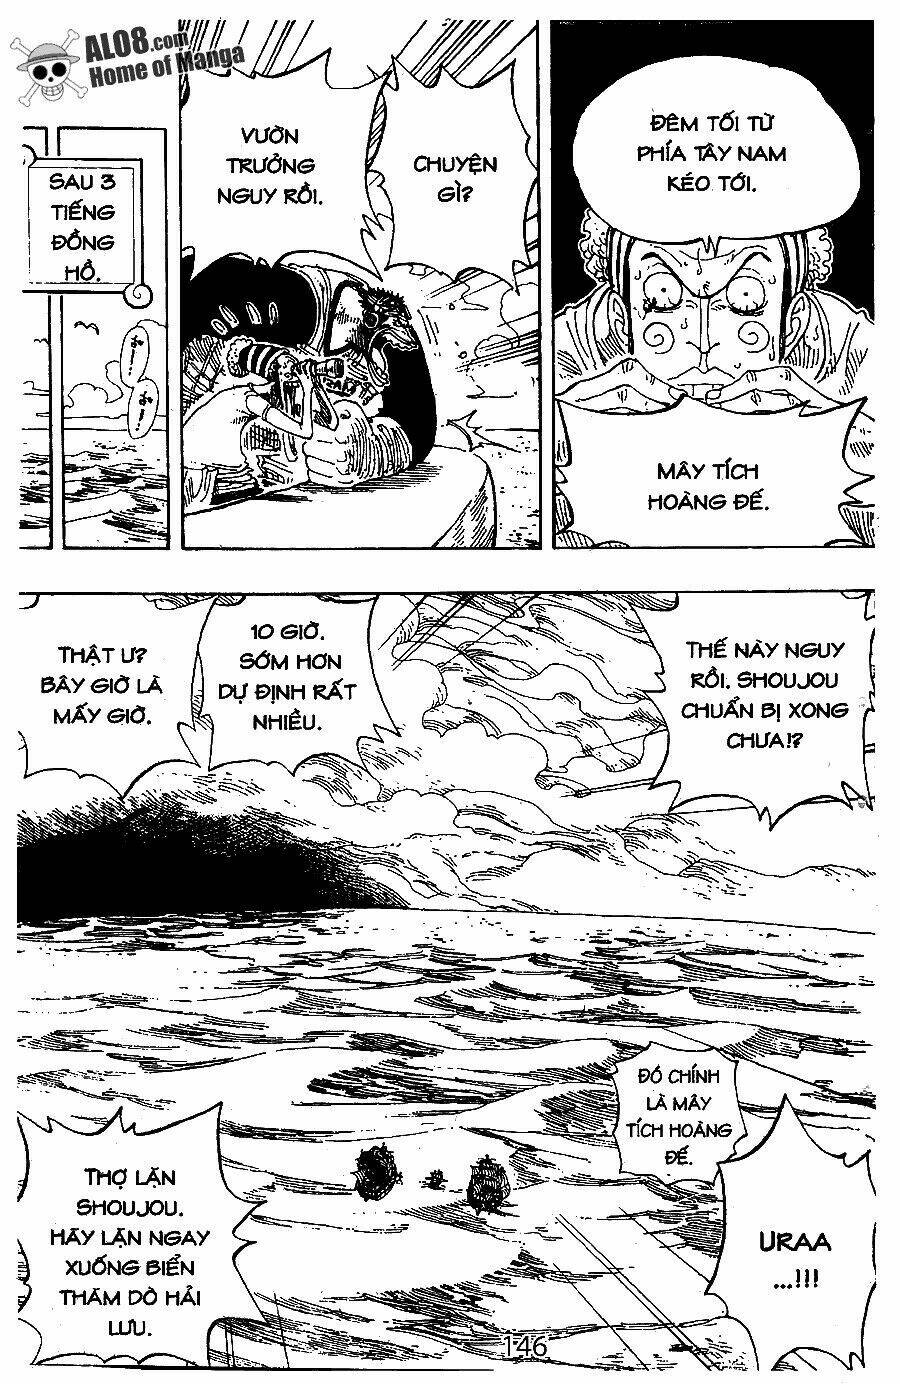 AL08.com
Home of Manga
SAU 3
TIẾNG
ĐỒNG
HỒ.
VƯỜN
TRƯỞNG
NGUY RỒI.
CHUYỆN
GÌ?
ĐÊM TỐI TỪ
PHÍA TÂY NAM
KÉO TỚI.
MÂY TÍCH
HOÀNG ĐẾ.
THẬT Ư?
BÂY GIỜ LÀ
MẤY GIỜ.
10 GIỜ.
SỚM HƠN
DỰ ĐỊNH RẤT
NHIỀU.
THẾ NÀY NGUY
RỒI. SHOUJOU
CHUẨN BỊ XONG
CHƯA!?
ĐÓ CHÍNH
LÀ MÂY
TÍCH HOÀNG
ĐẾ.
THỢ LẶN
SHOUJOU.
HÃY LẶN NGAY
XUỐNG BIỂN
THĂM DÒ HẢI
LƯU.
URAA
...!!!
146